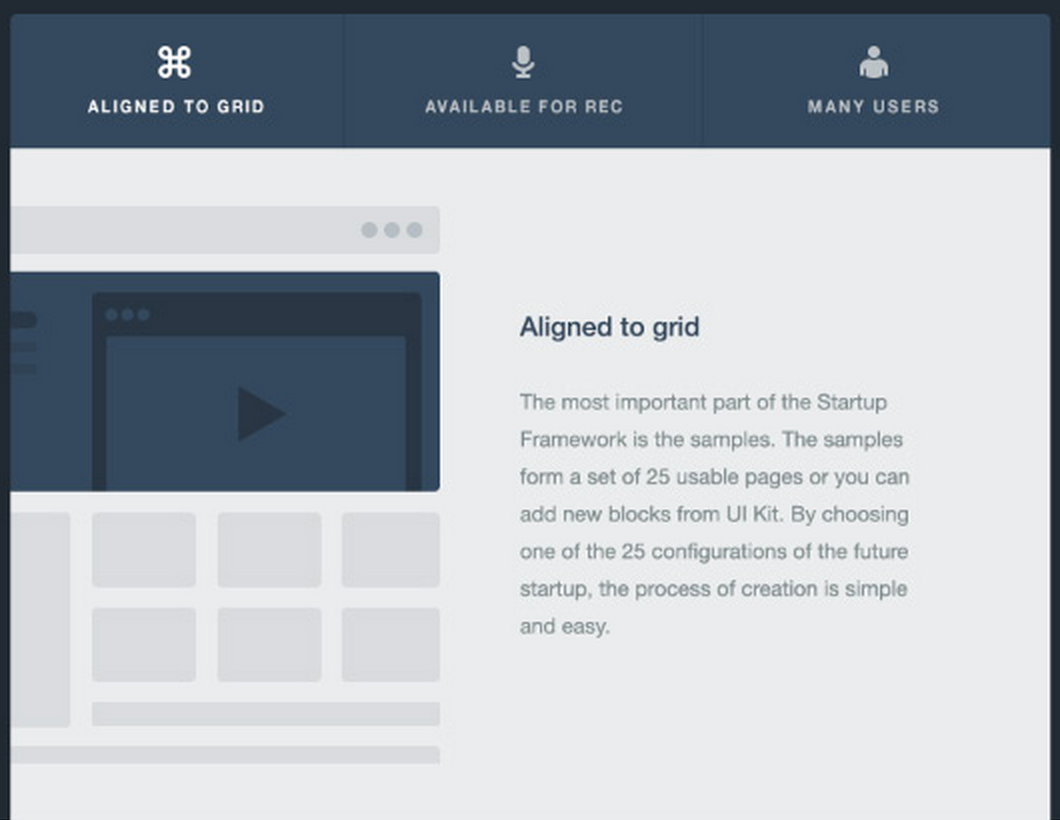 ALIGNED TO GRID
AVAILABLE FOR REC
MANY USERS
Aligned to grid
The most important part of the Startup
Framework is the samples. The samples
form a set of 25 usable pages or you can
add new blocks from UI Kit. By choosing
one of the 25 configurations of the future
startup, the process of creation is simple
and easy.